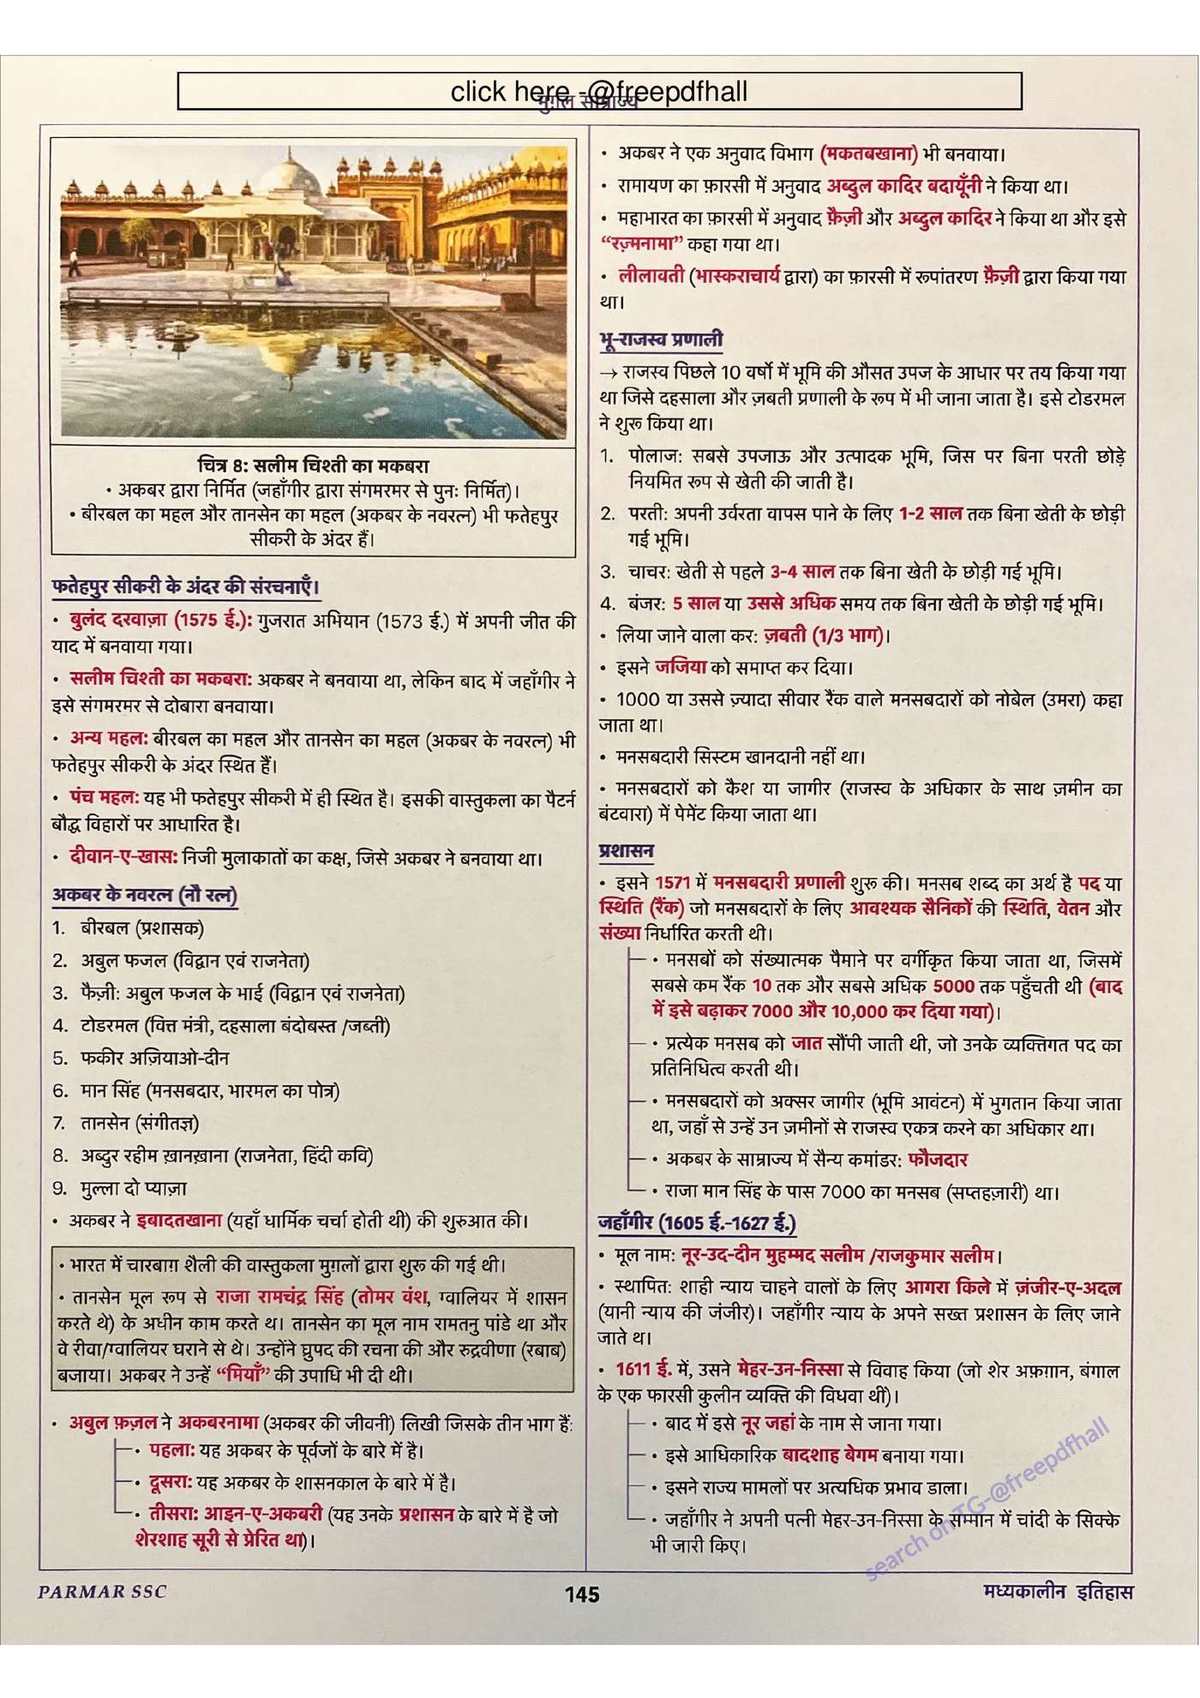 click here -@freepdfhall
मुग़ल साम्राज्य
चित्र 8: सलीम चिश्ती का मकबरा
• अकबर द्वारा निर्मित (जहाँगीर द्वारा संगमरमर से पुनः निर्मित)।
• बीरबल का महल और तानसेन का महल (अकबर के नवरत्न) भी फतेहपुर
सीकरी के अंदर हैं।
फतेहपुर सीकरी के अंदर की संरचनाएँ।
• बुलंद दरवाज़ा (1575 ई.): गुजरात अभियान (1573 ई.) में अपनी जीत की
याद में बनवाया गया।
• सलीम चिश्ती का मकबरा: अकबर ने बनवाया था, लेकिन बाद में जहाँगीर ने
इसे संगमरमर से दोबारा बनवाया।
• अन्य महल: बीरबल का महल और तानसेन का महल (अकबर के नवरत्न) भी
फतेहपुर सीकरी के अंदर स्थित हैं।
• पंच महल: यह भी फतेहपुर सीकरी में ही स्थित है। इसकी वास्तुकला का पैटर्न
बौद्ध विहारों पर आधारित है।
• दीवान-ए-खास: निजी मुलाकातों का कक्ष, जिसे अकबर ने बनवाया था।
अकबर के नवरत्न (नौ रत्न)
1. बीरबल (प्रशासक)
2. अबुल फजल (विद्वान एवं राजनेता)
3. फैज़ी: अबुल फजल के भाई (विद्वान एवं राजनेता)
4. टोडरमल (वित्त मंत्री, दहसाला बंदोबस्त /जब्ती)
5. फकीर अज़ियाओ-दीन
6. मान सिंह (मनसबदार, भारमल का पोत्र)
7. तानसेन (संगीतज्ञ)
8. अब्दुर रहीम ख़ानख़ाना (राजनेता, हिंदी कवि)
9. मुल्ला दो प्याज़ा
• अकबर ने इबादतखाना (यहाँ धार्मिक चर्चा होती थी) की शुरुआत की।
• भारत में चारबाग़ शैली की वास्तुकला मुग़लों द्वारा शुरू की गई थी।
• तानसेन मूल रूप से राजा रामचंद्र सिंह (तोमर वंश, ग्वालियर में शासन
करते थे) के अधीन काम करते थ। तानसेन का मूल नाम रामतनु पांडे था और
वे रीवा/ग्वालियर घराने से थे। उन्होंने घ्रुपद की रचना की और रुद्रवीणा (रबाब)
बजाया। अकबर ने उन्हें “मियाँ” की उपाधि भी दी थी।
• अबुल फ़ज़ल ने अकबरनामा (अकबर की जीवनी) लिखी जिसके तीन भाग हैं:
• पहला: यह अकबर के पूर्वजों के बारे में है।
• दूसरा: यह अकबर के शासनकाल के बारे में है।
• तीसरा: आइन-ए-अकबरी (यह उनके प्रशासन के बारे में है जो
शेरशाह सूरी से प्रेरित था)।
• अकबर ने एक अनुवाद विभाग (मकतबखाना) भी बनवाया।
• रामायण का फ़ारसी में अनुवाद अब्दुल कादिर बदायूँनी ने किया था।
• महाभारत का फ़ारसी में अनुवाद फ़ैज़ी और अब्दुल कादिर ने किया था और इसे
“रज़्मनामा” कहा गया था।
• लीलावती (भास्कराचार्य द्वारा) का फ़ारसी में रूपांतरण फ़ैज़ी द्वारा किया गया
था।
भू-राजस्व प्रणाली
→ राजस्व पिछले 10 वर्षो में भूमि की औसत उपज के आधार पर तय किया गया
था जिसे दहसाला और ज़बती प्रणाली के रूप में भी जाना जाता है। इसे टोडरमल
ने शुरू किया था।
1. पोलाज: सबसे उपजाऊ और उत्पादक भूमि, जिस पर बिना परती छोड़े
नियमित रूप से खेती की जाती है।
2. परती: अपनी उर्वरता वापस पाने के लिए 1-2 साल तक बिना खेती के छोड़ी
गई भूमि।
3. चाचर: खेती से पहले 3-4 साल तक बिना खेती के छोड़ी गई भूमि।
4. बंजर: 5 साल या उससे अधिक समय तक बिना खेती के छोड़ी गई भूमि।
• लिया जाने वाला कर: ज़बती (1/3 भाग)।
• इसने जजिया को समाप्त कर दिया।
• 1000 या उससे ज़्यादा सीवार रैंक वाले मनसबदारों को नोबेल (उमरा) कहा
जाता था।
• मनसबदारी सिस्टम खानदानी नहीं था।
• मनसबदारों को कैश या जागीर (राजस्व के अधिकार के साथ ज़मीन का
बंटवारा) में पेमेंट किया जाता था।
प्रशासन
• इसने 1571 में मनसबदारी प्रणाली शुरू की। मनसब शब्द का अर्थ है पद या
स्थिति (रैंक) जो मनसबदारों के लिए आवश्यक सैनिकों की स्थिति, वेतन और
संख्या निर्धारित करती थी।
• मनसबों को संख्यात्मक पैमाने पर वर्गीकृत किया जाता था, जिसमें
सबसे कम रैंक 10 तक और सबसे अधिक 5000 तक पहुँचती थी (बाद
में इसे बढ़ाकर 7000 और 10,000 कर दिया गया)।
• प्रत्येक मनसब को जात सौंपी जाती थी, जो उनके व्यक्तिगत पद का
प्रतिनिधित्व करती थी।
• मनसबदारों को अक्सर जागीर (भूमि आवंटन) में भुगतान किया जाता
था, जहाँ से उन्हें उन ज़मीनों से राजस्व एकत्र करने का अधिकार था।
• अकबर के साम्राज्य में सैन्य कमांडर: फौजदार
• राजा मान सिंह के पास 7000 का मनसब (सप्तहज़ारी) था।
जहाँगीर (1605 ई.-1627 ई.)
• मूल नाम: नूर-उद-दीन मुहम्मद सलीम /राजकुमार सलीम।
• स्थापित: शाही न्याय चाहने वालों के लिए आगरा किले में ज़ंजीर-ए-अदल
(यानी न्याय की जंजीर)। जहाँगीर न्याय के अपने सख्त प्रशासन के लिए जाने
जाते थ।
• 1611 ई. में, उसने मेहर-उन-निस्सा से विवाह किया (जो शेर अफ़ग़ान, बंगाल
के एक फारसी कुलीन व्यक्ति की विधवा थीं)।
• बाद में इसे नूर जहां के नाम से जाना गया।
• इसे आधिकारिक बादशाह बेगम बनाया गया।
• इसने राज्य मामलों पर अत्यधिक प्रभाव डाला।
• जहाँगीर ने अपनी पत्नी मेहर-उन-निस्सा के सम्मान में चांदी के सिक्के
भी जारी किए।
search on TG-@freepdfhall
PARMAR SSC
145
मध्यकालीन इतिहास